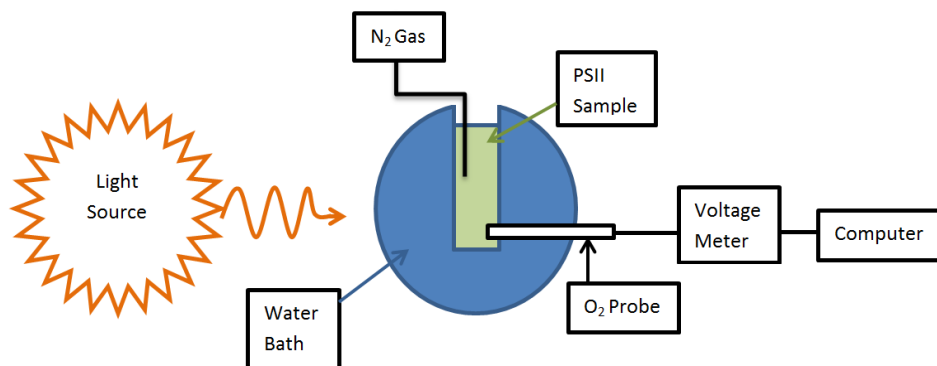 N₂ Gas
PSII
Sample
Light
Source
Voltage
Meter
Computer
Water
Bath
O₂ Probe